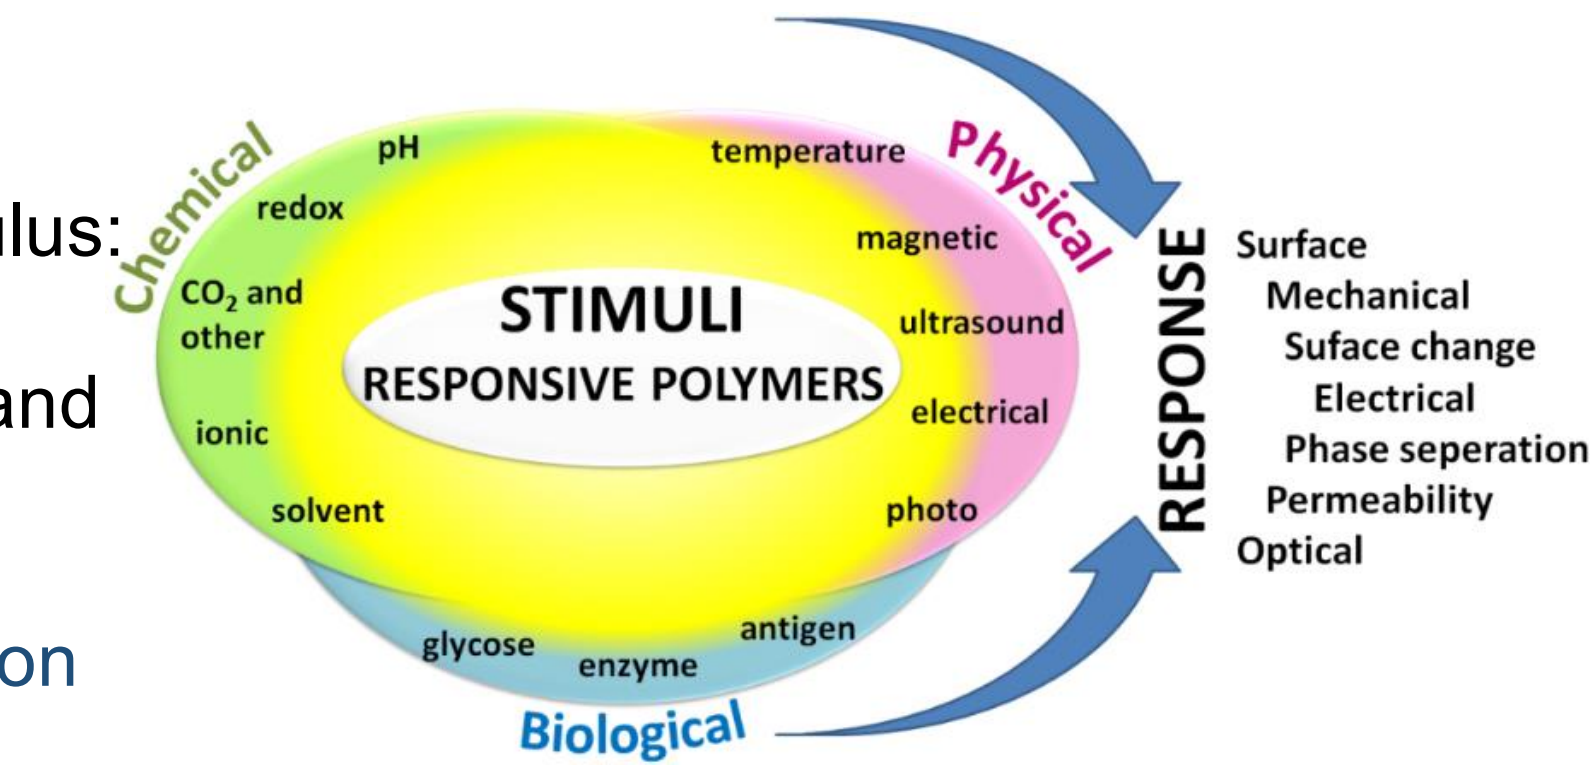 ulus:
and
on
Chemical
pH
redox
CO₂ and
other
ionic
solvent
STIMULI
RESPONSIVE POLYMERS
Physical
temperature
magnetic
ultrasound
electrical
photo
glycose
enzyme
antigen
Biological
RESPONSE
Surface
Mechanical
Suface change
Electrical
Phase seperation
Permeability
Optical